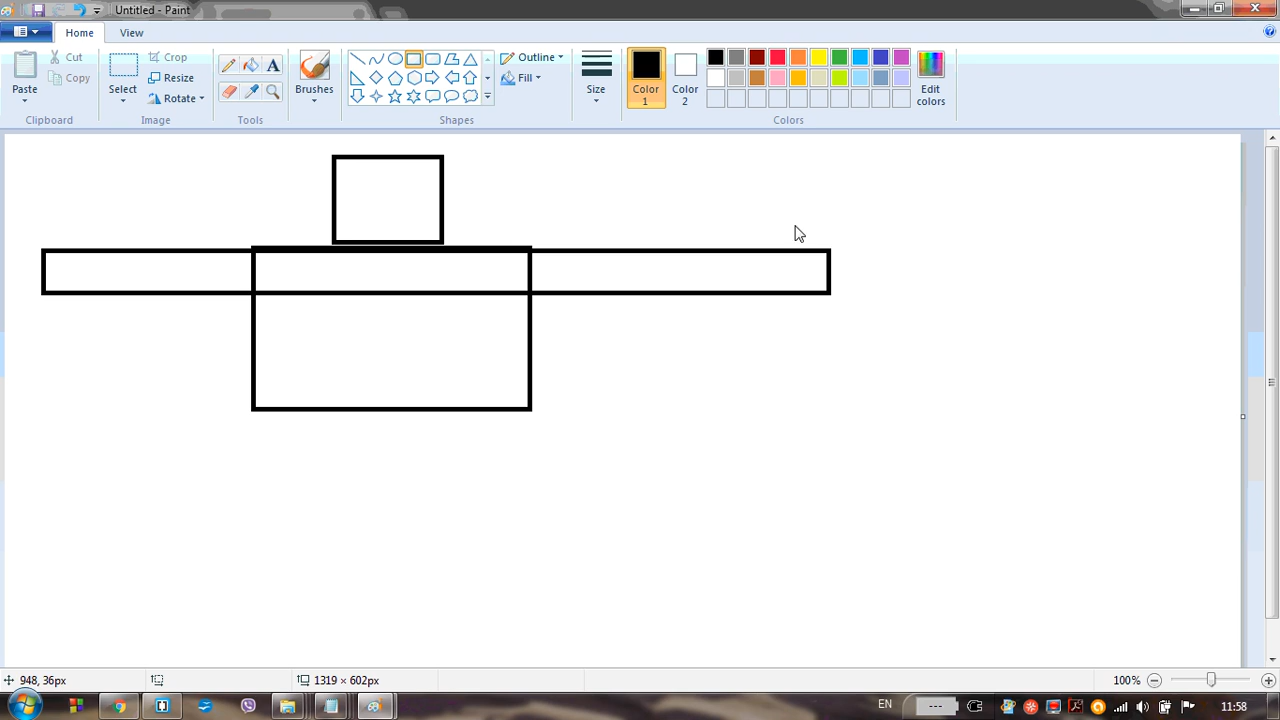 Untitled - Paint
Home View
Cut
Copy
Paste
Clipboard
Crop
Resize
Rotate
Select
Image
A
Tools
Brushes
Outline
Fill
Shapes
Size
Color 1
Color 2
Edit colors
Colors
948, 36px
1319 × 602px
100%
EN
11:58